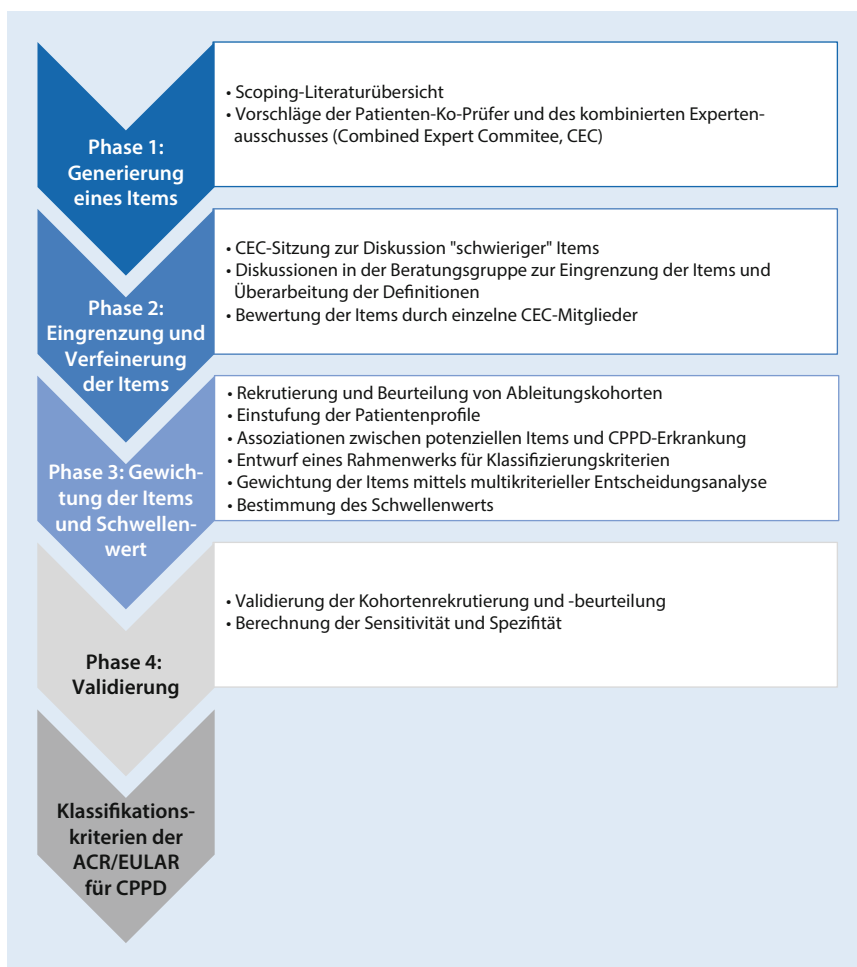 Phase 1:
Generierung
eines Items
• Scoping-Literaturübersicht
• Vorschläge der Patienten-Ko-Prüfer und des kombinierten Experten-
ausschusses (Combined Expert Commitee, CEC)
Phase 2:
Eingrenzung und
Verfeinerung
der Items
• CEC-Sitzung zur Diskussion "schwieriger" Items
• Diskussionen in der Beratungsgruppe zur Eingrenzung der Items und
Überarbeitung der Definitionen
• Bewertung der Items durch einzelne CEC-Mitglieder
Phase 3: Gewich-
tung der Items
und Schwellen-
wert
• Rekrutierung und Beurteilung von Ableitungskohorten
• Einstufung der Patientenprofile
• Assoziationen zwischen potenziellen Items und CPPD-Erkrankung
• Entwurf eines Rahmenwerks für Klassifizierungskriterien
• Gewichtung der Items mittels multikriterieller Entscheidungsanalyse
• Bestimmung des Schwellenwerts
Phase 4:
Validierung
• Validierung der Kohortenrekrutierung und -beurteilung
• Berechnung der Sensitivität und Spezifität
Klassifikations-
kriterien der
ACR/EULAR
für CPPD